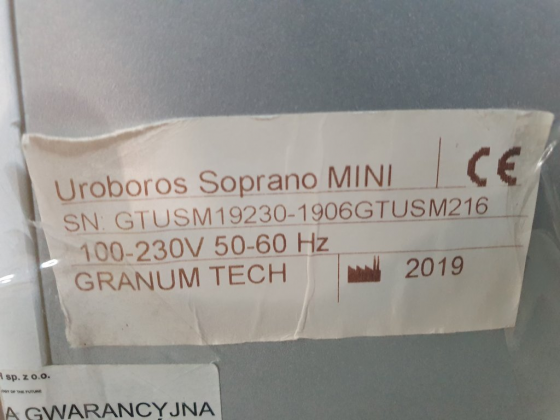 Uroboros Soprano MINI
CE
SN: GTUSM19230-1906GTUSM216
100-230V 50-60 Hz
GRANUM TECH
2019
sp. z o.o.
GWARANCYJNA